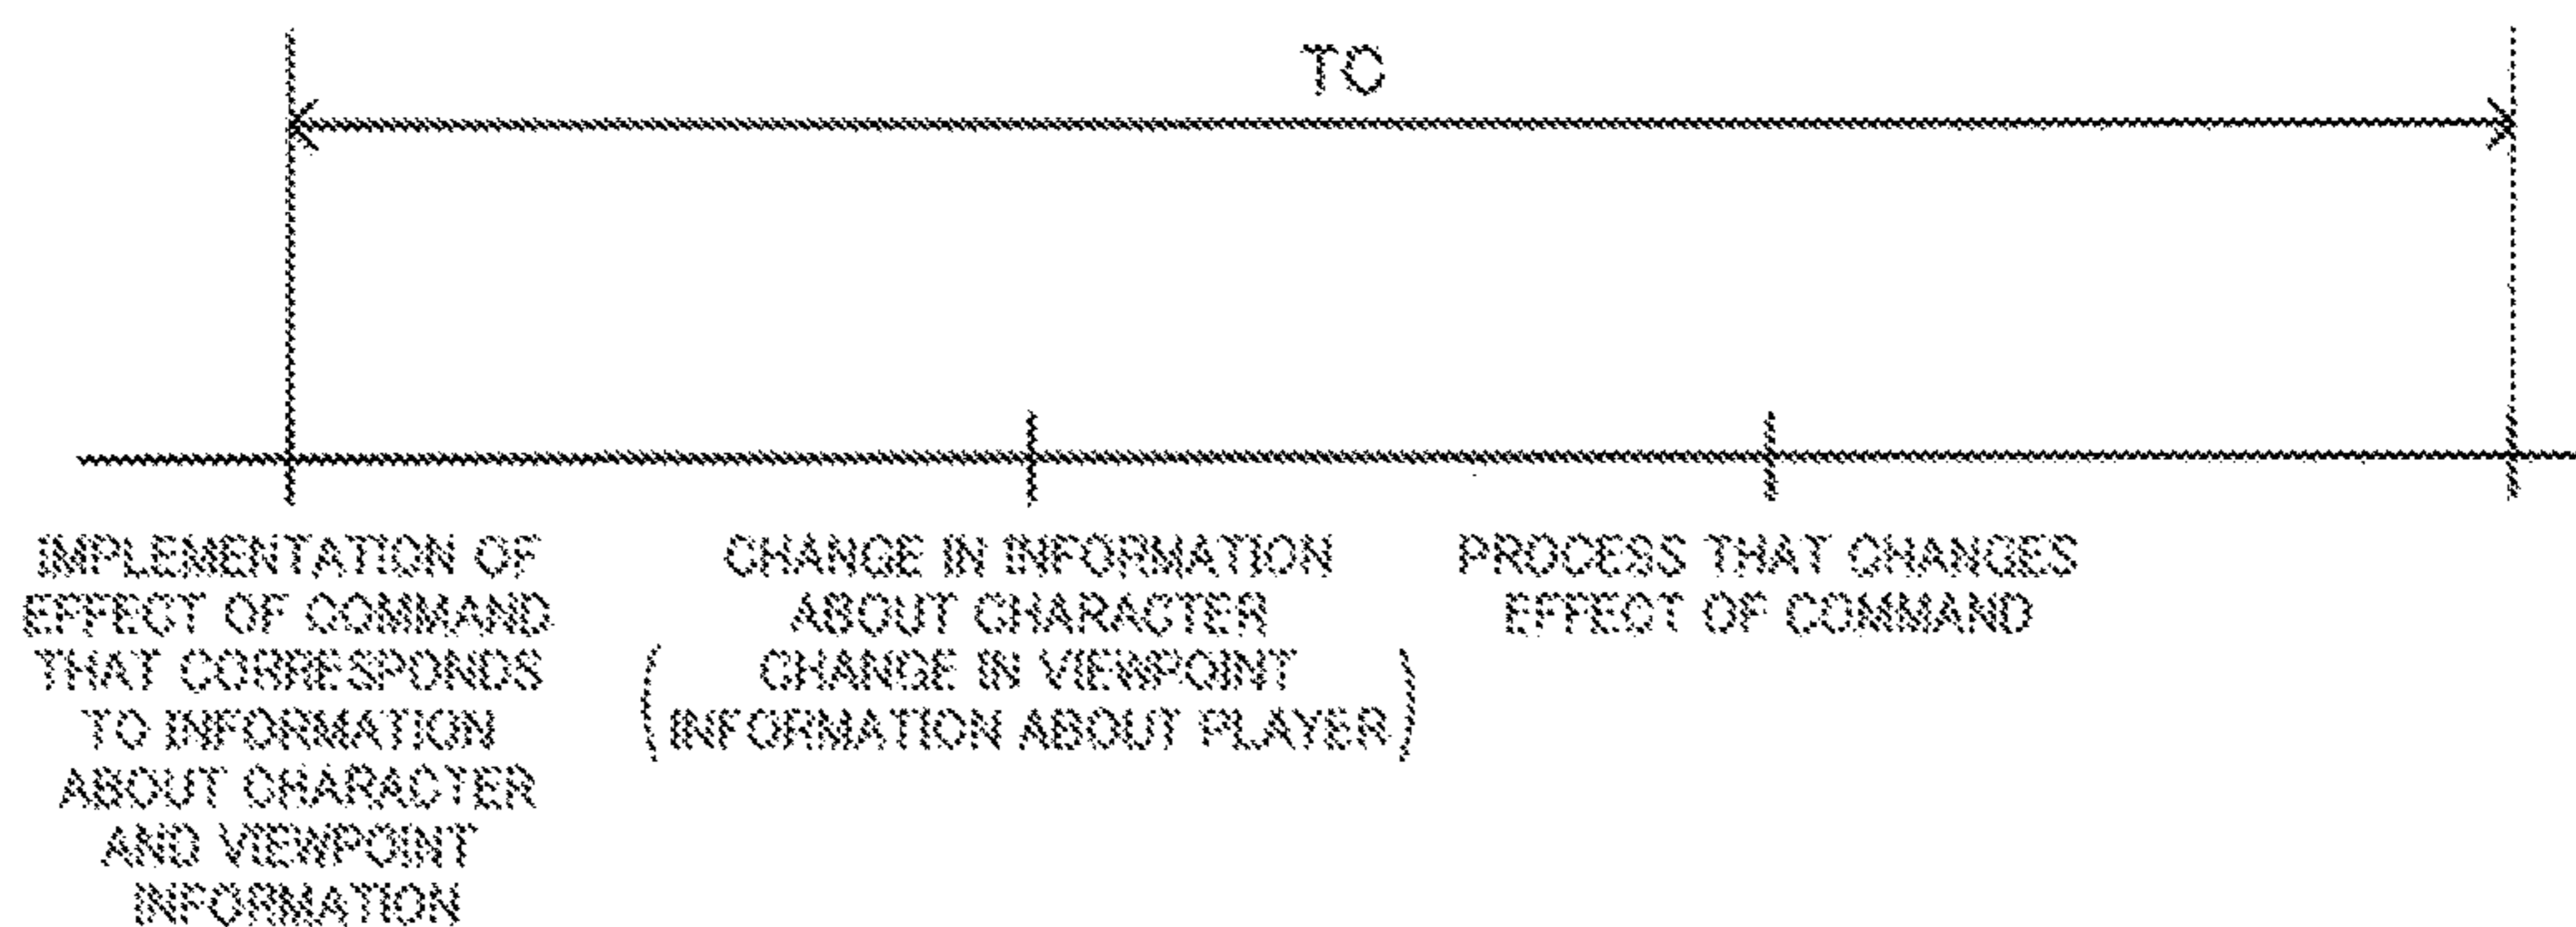 TC
IMPLEMENTATION OF
EFFECT OF COMMAND
THAT CORRESPONDS
TO INFORMATION
ABOUT CHARACTER
AND VIEWPOINT
INFORMATION
CHANGE IN INFORMATION
ABOUT CHARACTER
(CHANGE IN VIEWPOINT
INFORMATION ABOUT PLAYER)
PROCESS THAT CHANGES
EFFECT OF COMMAND